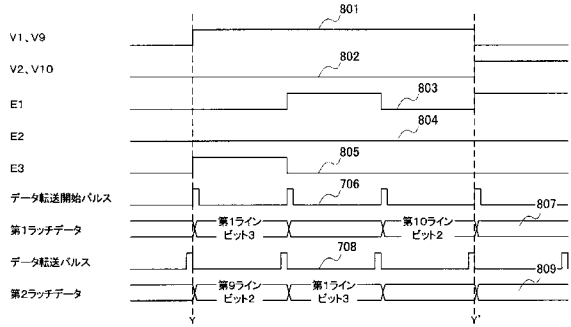 801
V1、V9
802
V2、V10
803
E1
804
E2
805
E3
706
データ転送開始パルス
807
第1ラッチデータ
第1ライン
ビット3
第10ライン
ビット2
708
データ転送パルス
809
第2ラッチデータ
第9ライン
ビット2
第1ライン
ビット3
Y
Y'